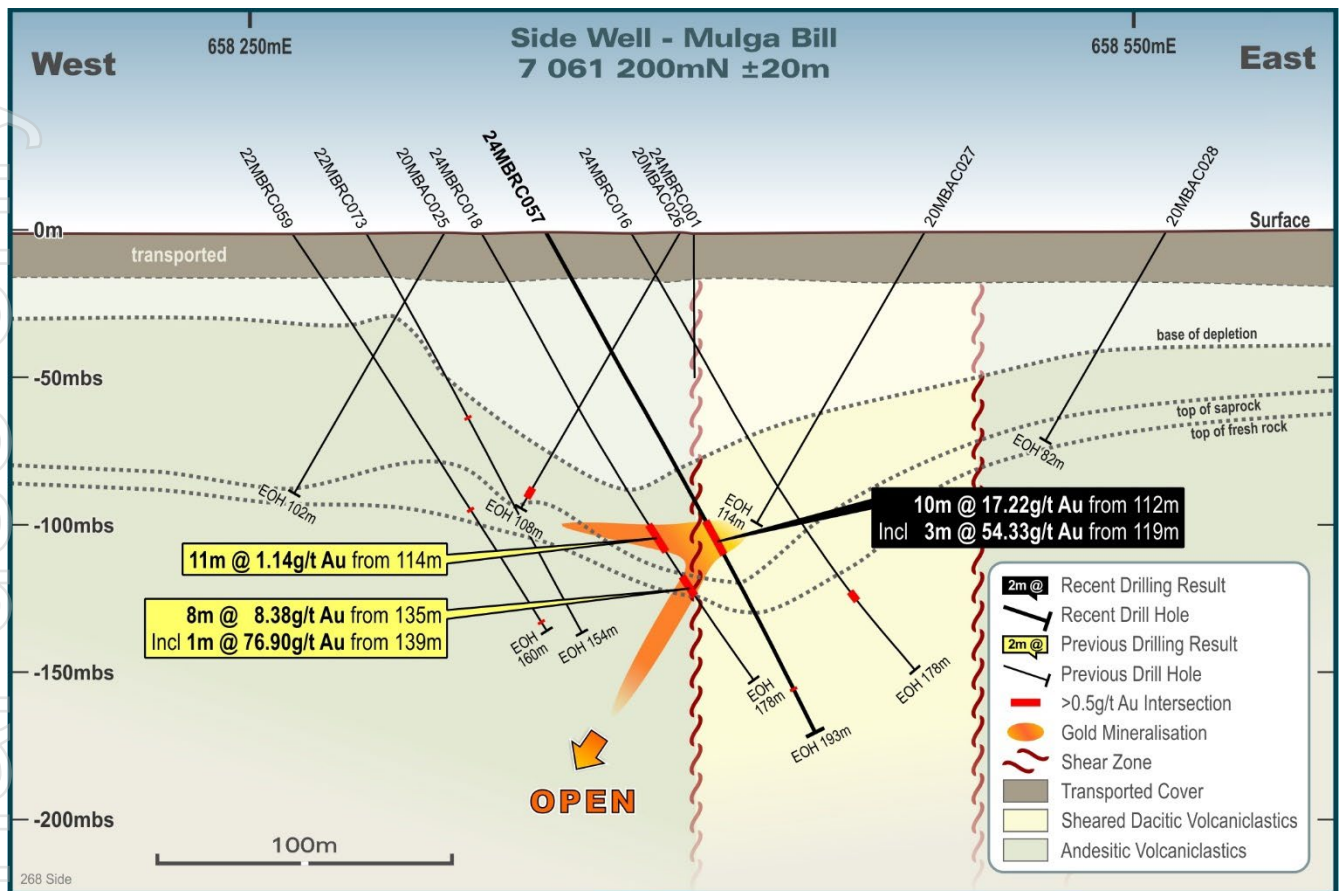 658 250mE
Side Well - Mulga Bill
7 061 200mN ±20m
658 550mE
West
East
22MBRC059
22MBRC073
20MBAC025
24MBRC018
24MBRC057
24MBRC016
20MBAC026
24MBRC001
20MBAC027
20MBAC028
0m
Surface
transported
base of depletion
-50mbs
top of saprock
top of fresh rock
EOH 82m
EOH 102m
EOH 108m
EOH
114m
-100mbs
10m @ 17.22g/t Au from 112m
Incl 3m @ 54.33g/t Au from 119m
11m @ 1.14g/t Au from 114m
8m @ 8.38g/t Au from 135m
Incl 1m @ 76.90g/t Au from 139m
EOH
160m
EOH 154m
-150mbs
EOH
178m
EOH 178m
EOH 193m
OPEN
-200mbs
100m
2m @ Recent Drilling Result
Recent Drill Hole
2m @ Previous Drilling Result
Previous Drill Hole
>0.5g/t Au Intersection
Gold Mineralisation
Shear Zone
Transported Cover
Sheared Dacitic Volcaniclastics
Andesitic Volcaniclastics
268 Side